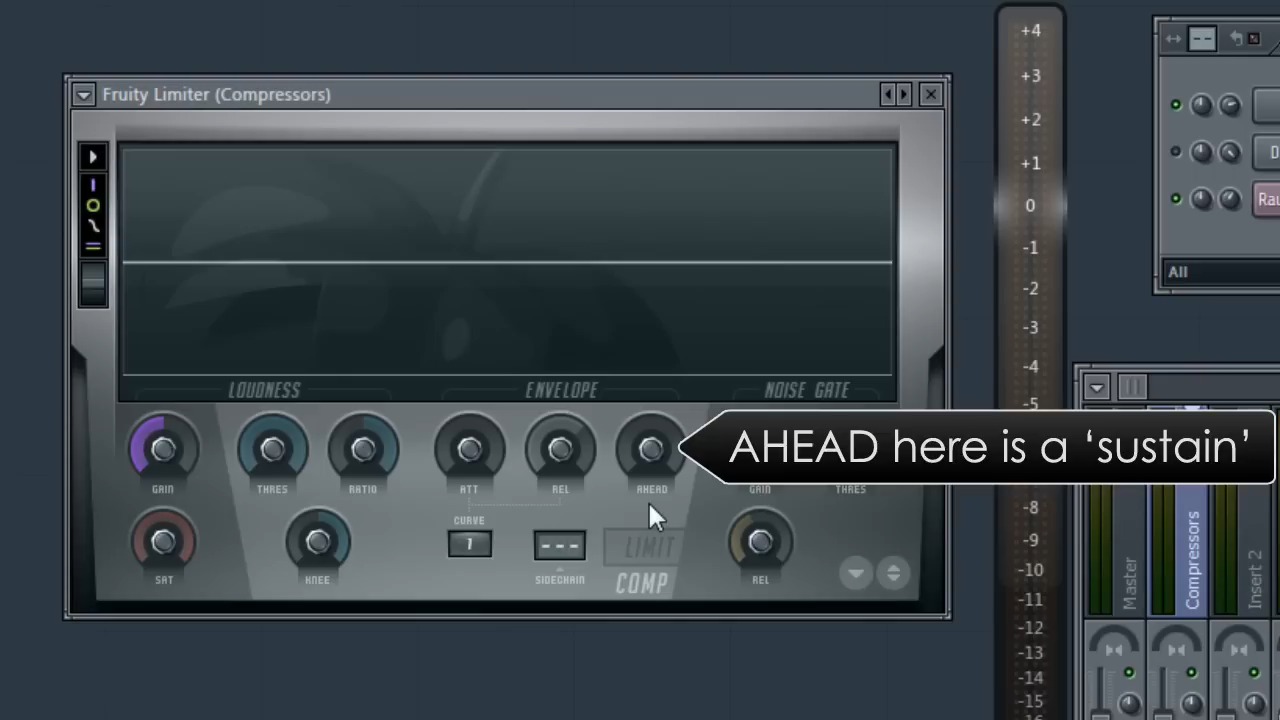 Fruity Limiter (Compressors)
LOUDNESS
ENVELOPE
NOISE GATE
GAIN
THRES
RATIO
ATT
REL
AHEAD
GAIN
THRES
SAT
KNEE
CURVE
1
---
SIDECHAIN
LIMIT
COMP
REL
AHEAD here is a ‘sustain’
+4
+3
+2
+1
0
-1
-2
-3
-4
-5
-8
-9
-10
-11
-12
-13
-14
-15
--
D
Rau
All
Master
Compressors
Insert 2